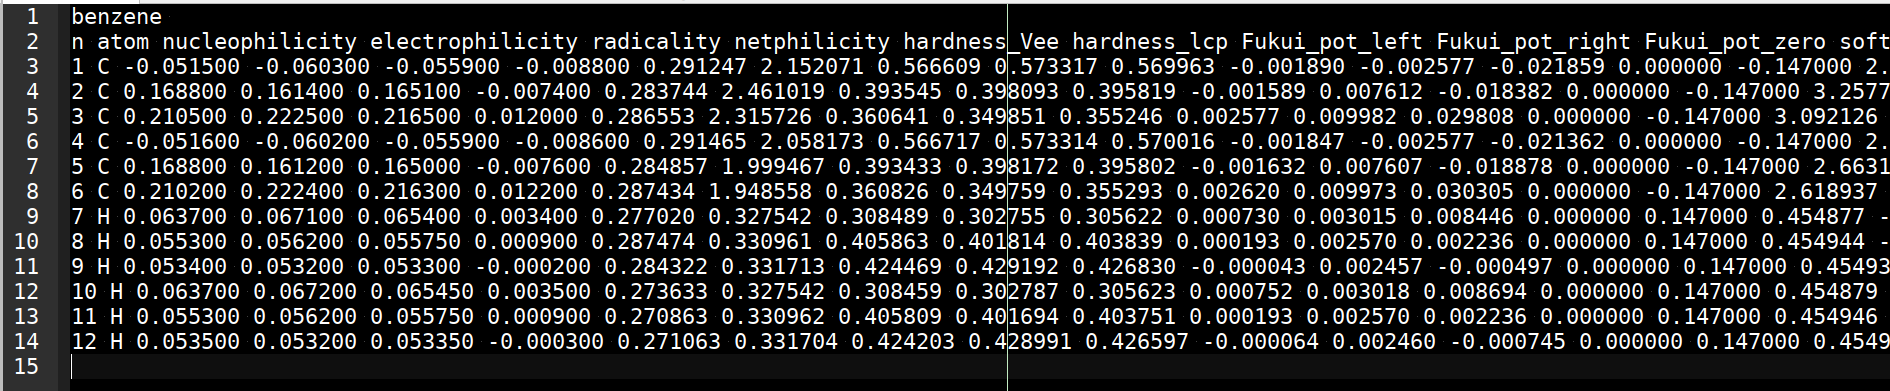 1 benzene
2 n atom nucleophilicity electrophilicity radicality netphilicity hardness_Vee hardness_lcp Fukui_pot_left Fukui_pot_right Fukui_pot_zero soft
3 1 C -0.051500 -0.060300 -0.055900 -0.008800 0.291247 2.152071 0.566609 0.573317 0.569963 -0.001890 -0.002577 -0.021859 0.000000 -0.147000 2.
4 2 C 0.168800 0.161400 0.165100 -0.007400 0.283744 2.461019 0.393545 0.398093 0.395819 -0.001589 0.007612 -0.018382 0.000000 -0.147000 3.2577
5 3 C 0.210500 0.222500 0.216500 0.012000 0.286553 2.315726 0.360641 0.349851 0.355246 0.002577 0.009982 0.029808 0.000000 -0.147000 3.092126
6 4 C -0.051600 -0.060200 -0.055900 -0.008600 0.291465 2.058173 0.566717 0.573314 0.570016 -0.001847 -0.002577 -0.021362 0.000000 -0.147000 2.
7 5 C 0.168800 0.161200 0.165000 -0.007600 0.284857 1.999467 0.393433 0.398172 0.395802 -0.001632 0.007607 -0.018878 0.000000 -0.147000 2.6631
8 6 C 0.210200 0.222400 0.216300 0.012200 0.287434 1.948558 0.360826 0.349759 0.355293 0.002620 0.009973 0.030305 0.000000 -0.147000 2.618937
9 7 H 0.063700 0.067100 0.065400 0.003400 0.277020 0.327542 0.308489 0.302755 0.305622 0.000730 0.003015 0.008446 0.000000 0.147000 0.454877 -
10 8 H 0.055300 0.056200 0.055750 0.000900 0.287474 0.330961 0.405863 0.401814 0.403839 0.000193 0.002570 0.002236 0.000000 0.147000 0.454944 -
11 9 H 0.053400 0.053200 0.053300 -0.000200 0.284322 0.331713 0.424469 0.429192 0.426830 -0.000043 0.002457 -0.000497 0.000000 0.147000 0.45493
12 10 H 0.063700 0.067200 0.065450 0.003500 0.273633 0.327542 0.308459 0.302787 0.305623 0.000752 0.003018 0.008694 0.000000 0.147000 0.454879
13 11 H 0.055300 0.056200 0.055750 0.000900 0.270863 0.330962 0.405809 0.401694 0.403751 0.000193 0.002570 0.002236 0.000000 0.147000 0.454946
14 12 H 0.053500 0.053200 0.053350 -0.000300 0.271063 0.331704 0.424203 0.428991 0.426597 -0.000064 0.002460 -0.000745 0.000000 0.147000 0.4549
15